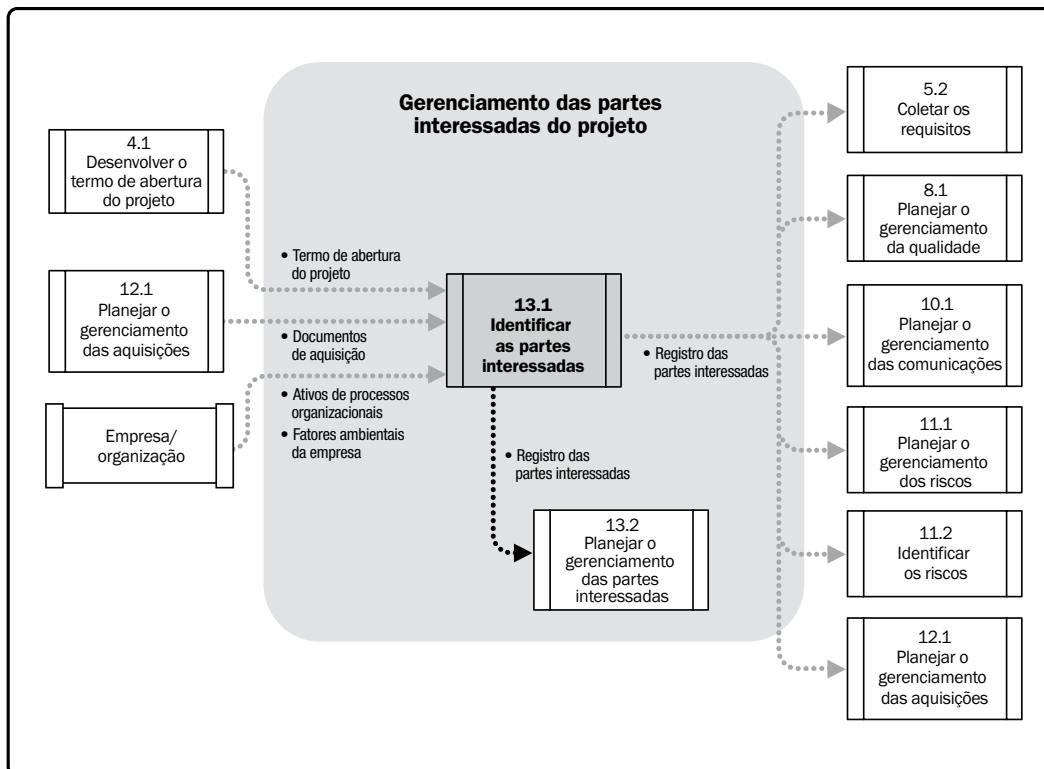 Gerenciamento das partes
interessadas do projeto
4.1
Desenvolver o
termo de abertura
do projeto
12.1
Planejar o
gerenciamento
das aquisições
Empresa/
organização
• Termo de abertura
do projeto
• Documentos
de aquisição
• Ativos de processos
organizacionais
• Fatores ambientais
da empresa
13.1
Identificar
as partes
interessadas
• Registro das
partes interessadas
• Registro das
partes interessadas
13.2
Planejar o
gerenciamento
das partes
interessadas
5.2
Coletar os
requisitos
8.1
Planejar o
gerenciamento
da qualidade
10.1
Planejar o
gerenciamento
das comunicações
11.1
Planejar o
gerenciamento
dos riscos
11.2
Identificar
os riscos
12.1
Planejar o
gerenciamento
das aquisições